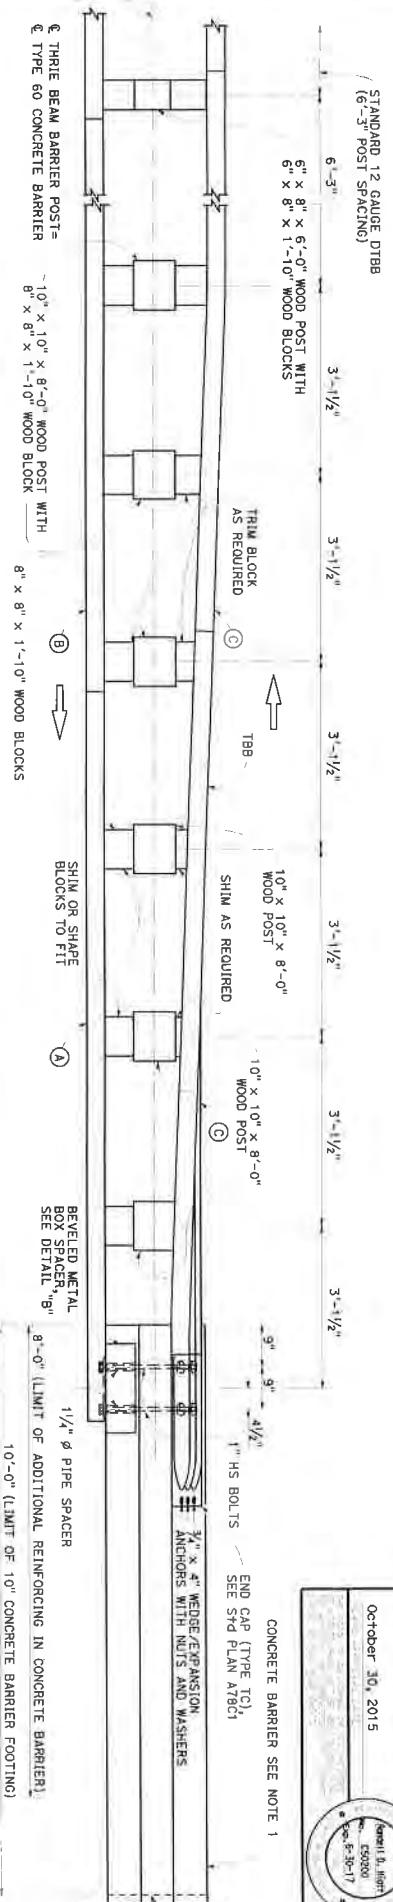 STANDARD 12 GAUGE DTBB
(6'-3" POST SPACING)
6'-3"
3'-1½"
3'-1½"
3'-1½"
3'-1½"
3'-1½"
3'-1½"
9"
9"
4½"
6" x 8" x 6'-0" WOOD POST WITH
6" x 8" x 1'-10" WOOD BLOCKS
TRIM BLOCK
AS REQUIRED
C
TBB
10" x 10" x 8'-0"
WOOD POST
SHIM AS REQUIRED
10" x 10" x 8'-0"
WOOD POST
C
1" HS BOLTS
END CAP (TYPE TC),
SEE Std PLAN A78C1
CONCRETE BARRIER SEE NOTE 1
¾" x 4" WEDGE/EXPANSION
ANCHORS WITH NUTS AND WASHERS
℄ THRIE BEAM BARRIER POST=
℄ TYPE 60 CONCRETE BARRIER
10" x 10" x 8'-0" WOOD POST WITH
8" x 8" x 1'-10" WOOD BLOCK
8" x 8" x 1'-10" WOOD BLOCKS
B
SHIM OR SHAPE
BLOCKS TO FIT
A
BEVELED METAL
BOX SPACER,
SEE DETAIL "B"
1¼" ø PIPE SPACER
8'-0" (LIMIT OF ADDITIONAL REINFORCING IN CONCRETE BARRIER)
10'-0" (LIMIT OF 10" CONCRETE BARRIER FOOTING)
October 30, 2015
Randell D. Hiatt
No. C50200
Exp. 6-30-17